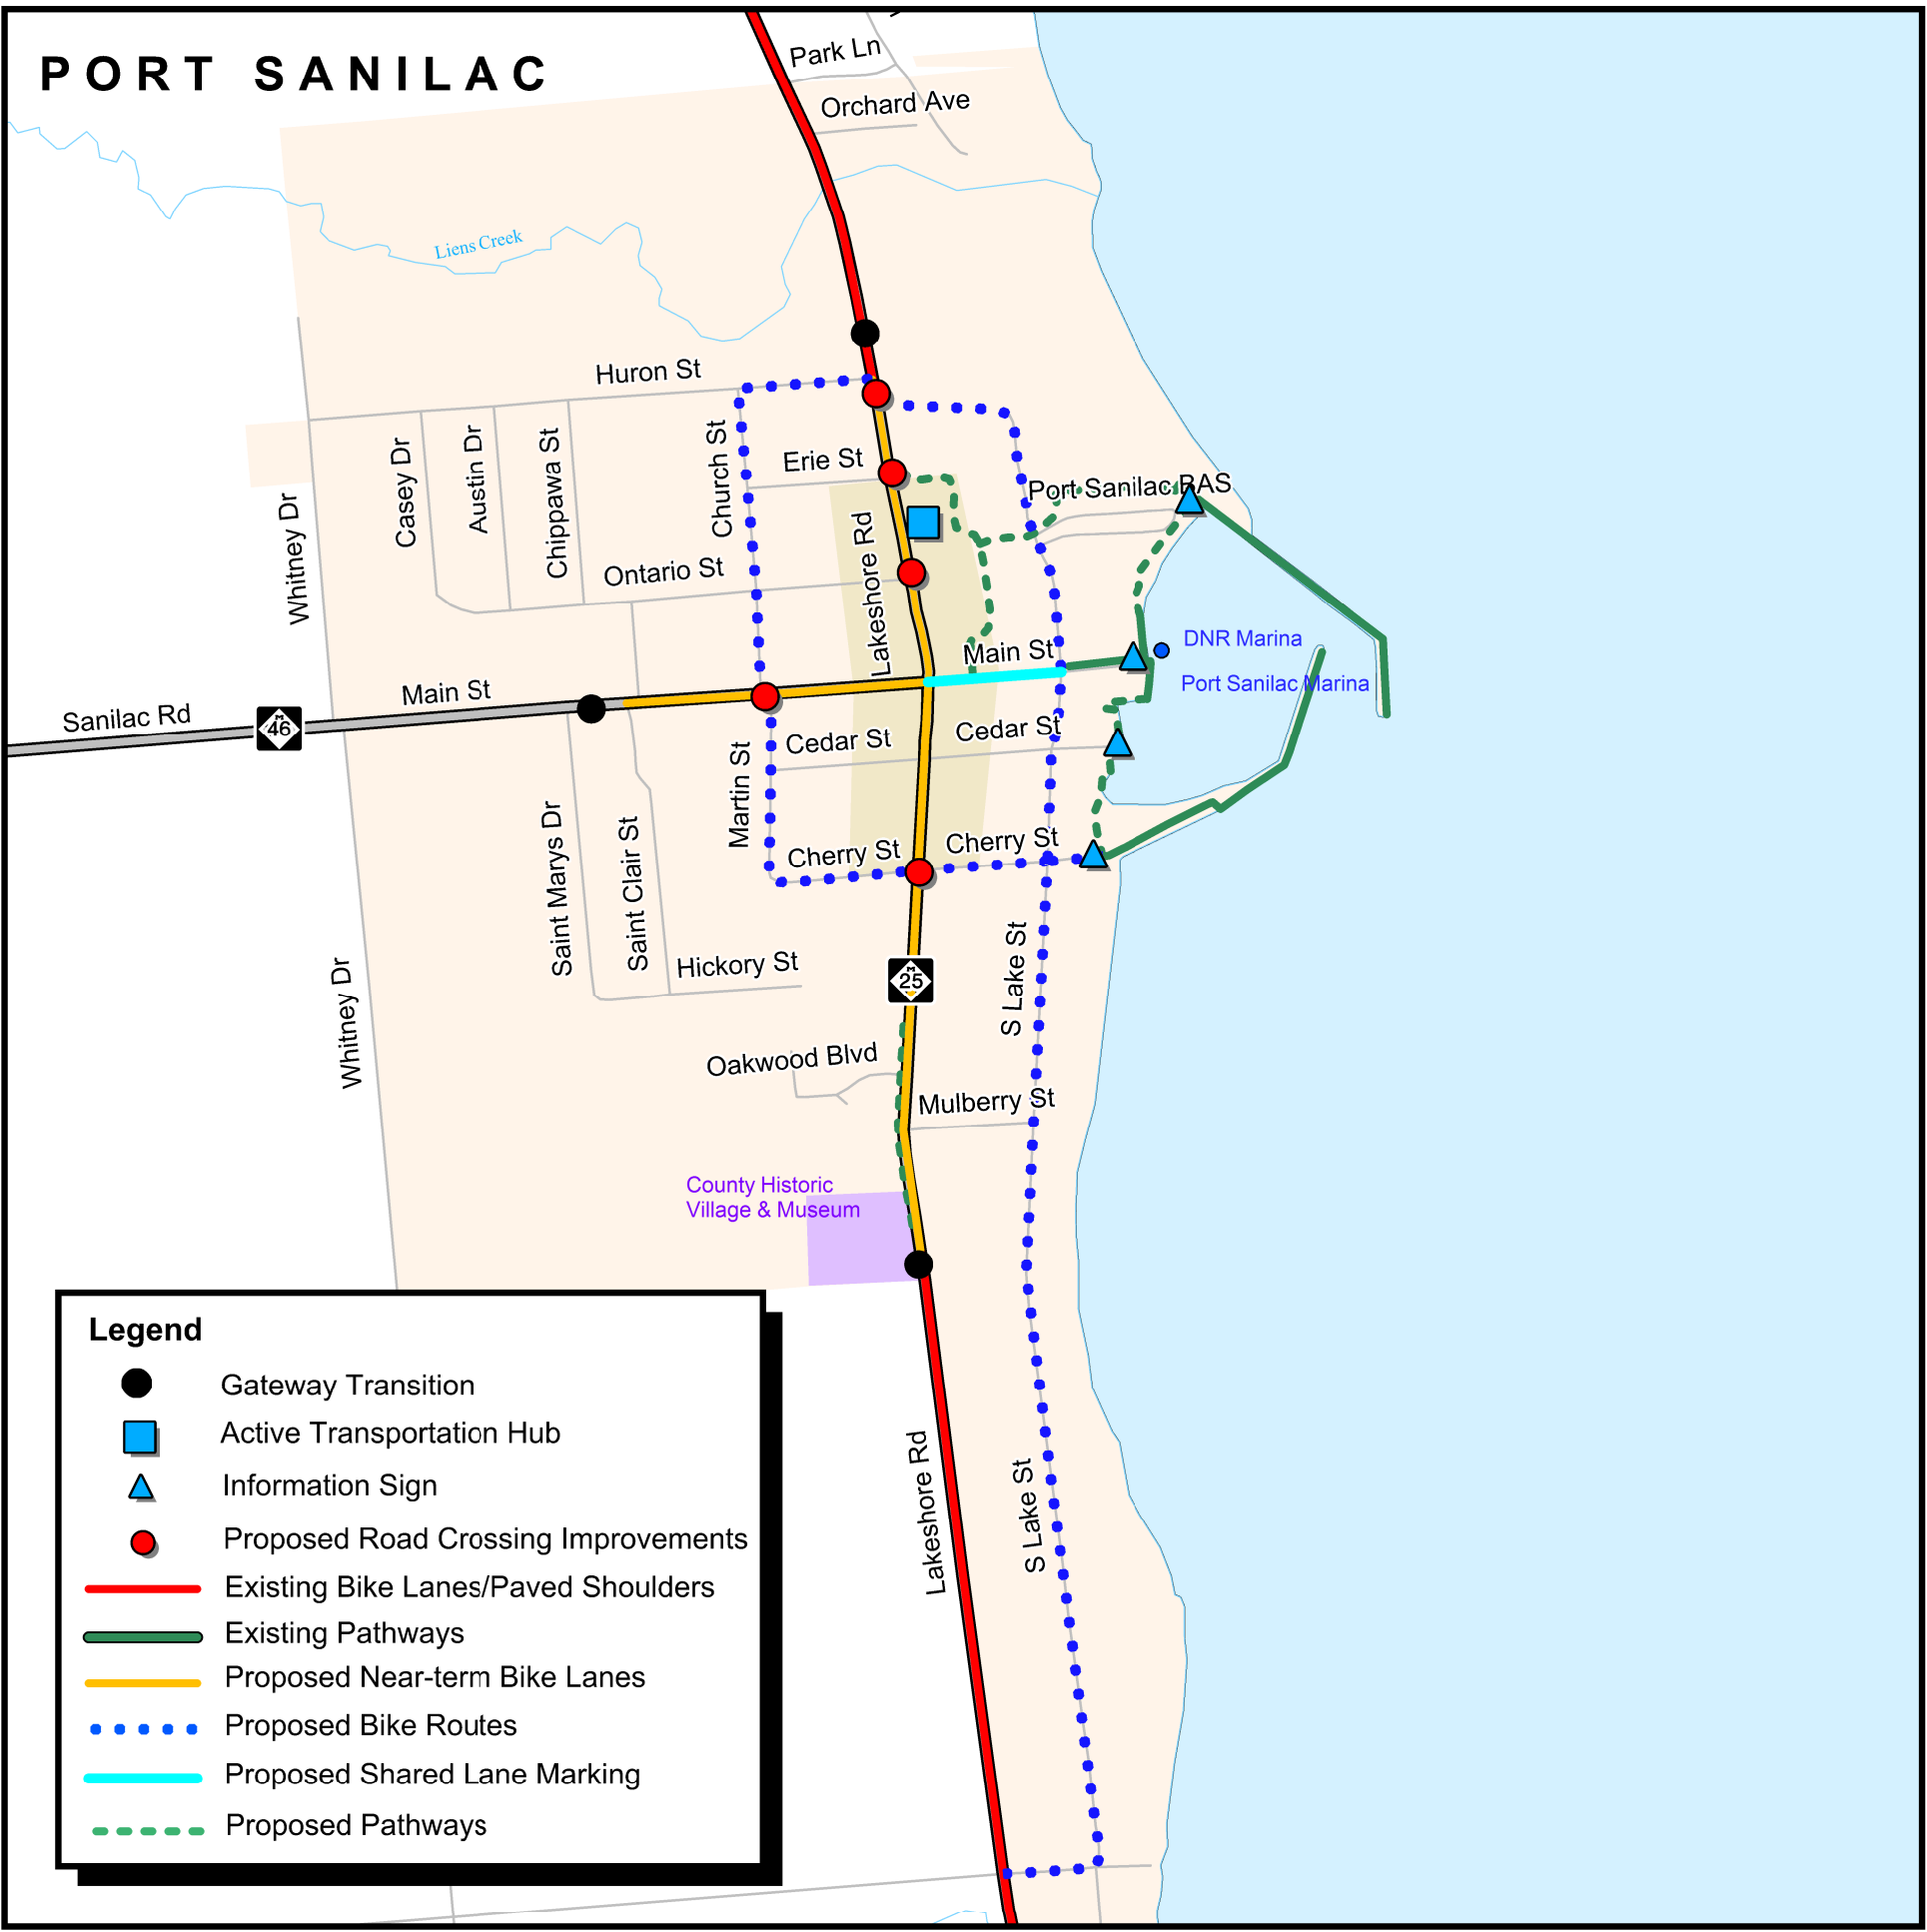 PORT SANILAC
Park Ln
Orchard Ave
Liens Creek
Huron St
Erie St
Port Sanilac BAS
Casey Dr
Austin Dr
Chippawa St
Church St
Whitney Dr
Lakeshore Rd
Ontario St
Main St
DNR Marina
Port Sanilac Marina
Main St
Sanilac Rd
M
46
Cedar St
Cedar St
Martin St
Saint Marys Dr
Saint Clair St
Cherry St
Cherry St
Hickory St
M
25
S Lake St
Whitney Dr
Oakwood Blvd
Mulberry St
County Historic
Village & Museum
Lakeshore Rd
S Lake St
Legend
Gateway Transition
Active Transportation Hub
Information Sign
Proposed Road Crossing Improvements
Existing Bike Lanes/Paved Shoulders
Existing Pathways
Proposed Near-term Bike Lanes
Proposed Bike Routes
Proposed Shared Lane Marking
Proposed Pathways